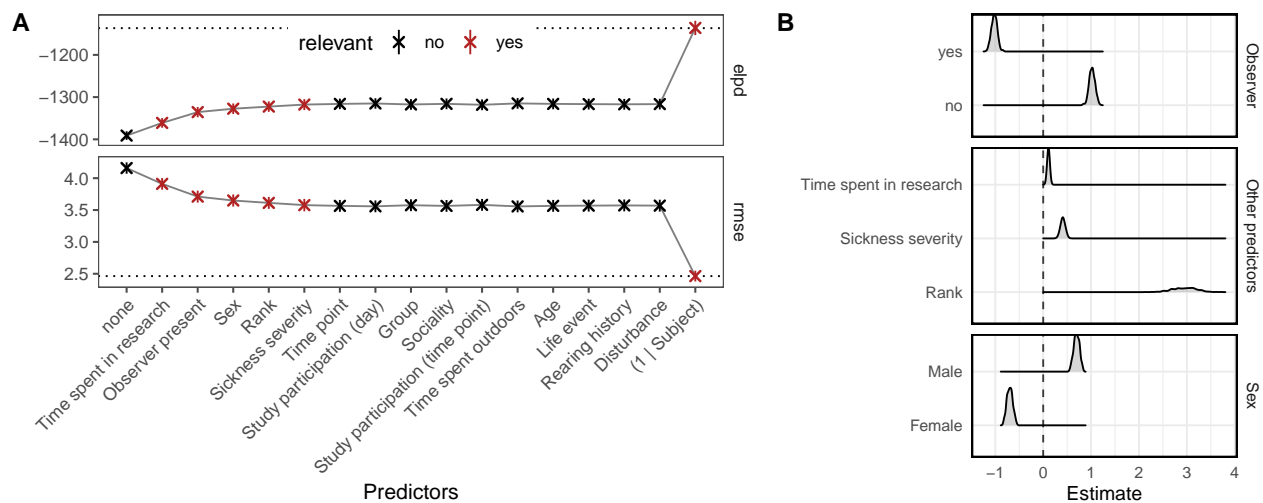 A
relevant no yes
−1200
−1300
−1400
elpd
4.0
3.5
3.0
2.5
rmse
none
Time spent in research
Observer present
Sex
Rank
Sickness severity
Time point
Study participation (day)
Group
Sociality
Study participation (time point)
Time spent outdoors
Age
Life event
Rearing history
Disturbance
(1 | Subject)
Predictors
B
yes
no
Observer
Time spent in research
Sickness severity
Rank
Other predictors
Male
Female
Sex
−1 0 1 2 3 4
Estimate